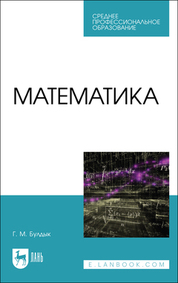 СРЕДНЕЕ
ПРОФЕССИОНАЛЬНОЕ
ОБРАЗОВАНИЕ
МАТЕМАТИКА
Г. М. Булдык
ЛАНЬ
E.LANBOOK.COM